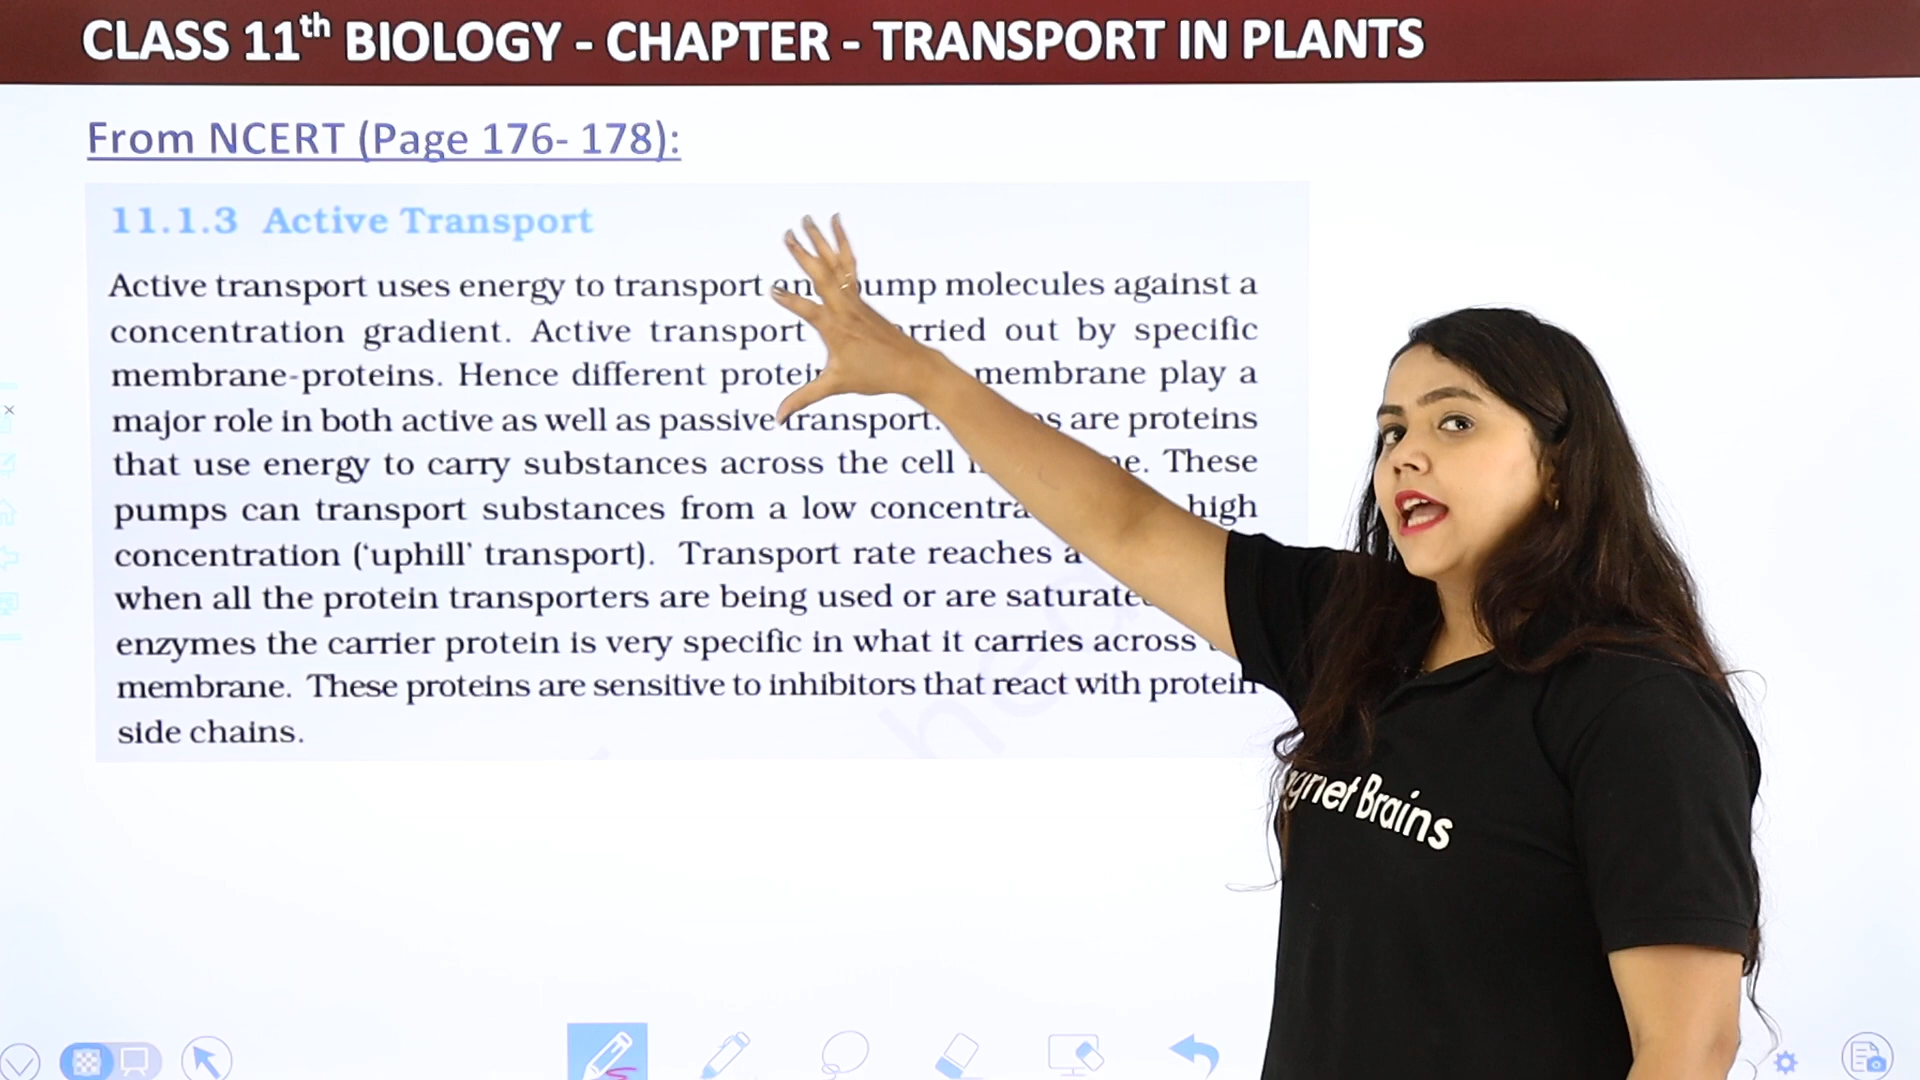 CLASS 11th BIOLOGY - CHAPTER - TRANSPORT IN PLANTS
From NCERT (Page 176- 178):
11.1.3 Active Transport
Active transport uses energy to transport and pump molecules against a
concentration gradient. Active transport carried out by specific
membrane-proteins. Hence different membrane play a
major role in both active as well as passive transport. are proteins
that use energy to carry substances across the cell These
pumps can transport substances from a low high
concentration (‘uphill’ transport). Transport rate reaches a
when all the protein transporters are being used or are saturated
enzymes the carrier protein is very specific in what it carries across
membrane. These proteins are sensitive to inhibitors that react with protein
side chains.
Brains